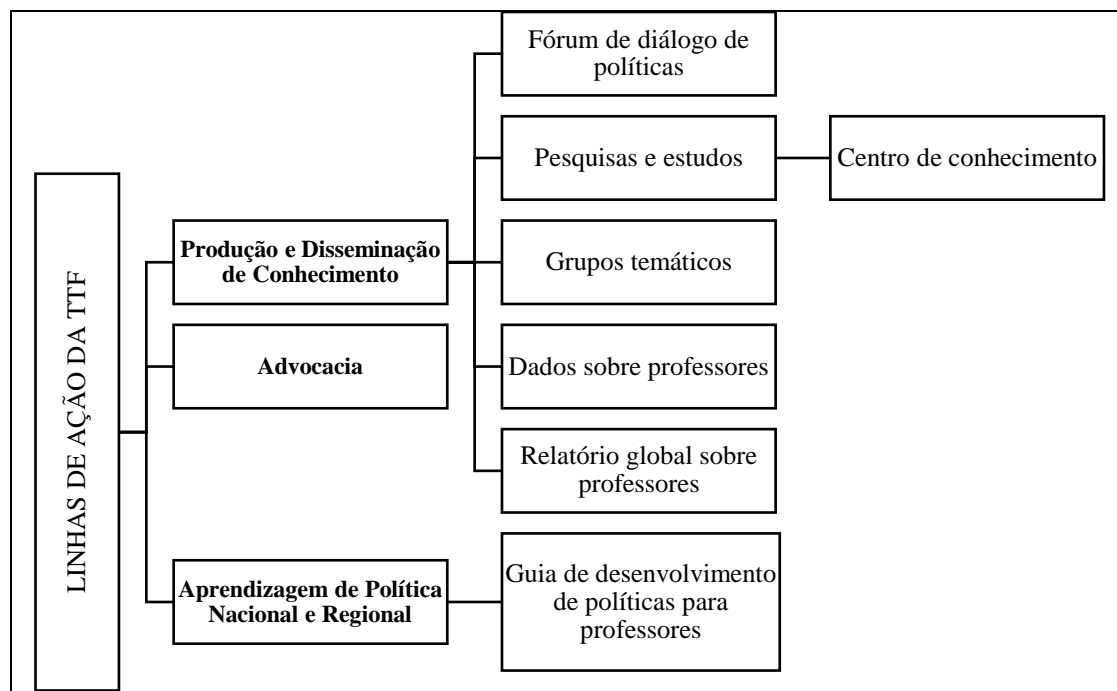 LINHAS DE AÇÃO DA TTF
Produção e Disseminação
de Conhecimento
Fórum de diálogo de
políticas
Pesquisas e estudos
Centro de conhecimento
Grupos temáticos
Dados sobre professores
Relatório global sobre
professores
Advocacia
Aprendizagem de Política
Nacional e Regional
Guia de desenvolvimento
de políticas para
professores